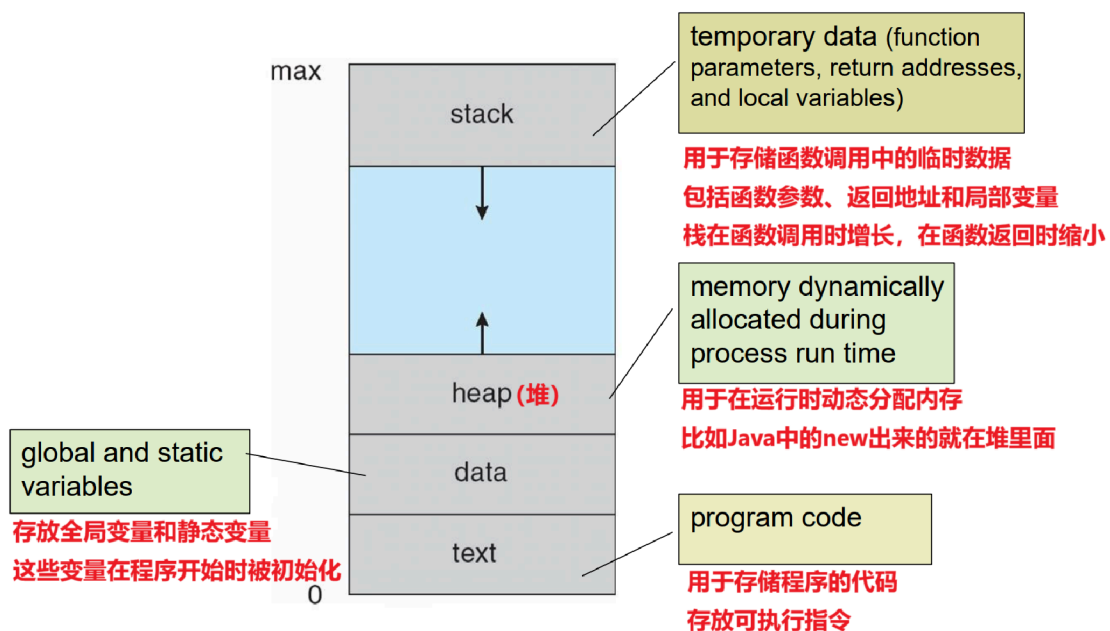 max
stack
temporary data (function
parameters, return addresses,
and local variables)
用于存储函数调用中的临时数据
包括函数参数、返回地址和局部变量
栈在函数调用时增长，在函数返回时缩小
memory dynamically
allocated during
process run time
heap(堆)
用于在运行时动态分配内存
比如Java中的new出来的就在堆里面
global and static
variables
存放全局变量和静态变量
这些变量在程序开始时被初始化
data
program code
text
用于存储程序的代码
存放可执行指令
0